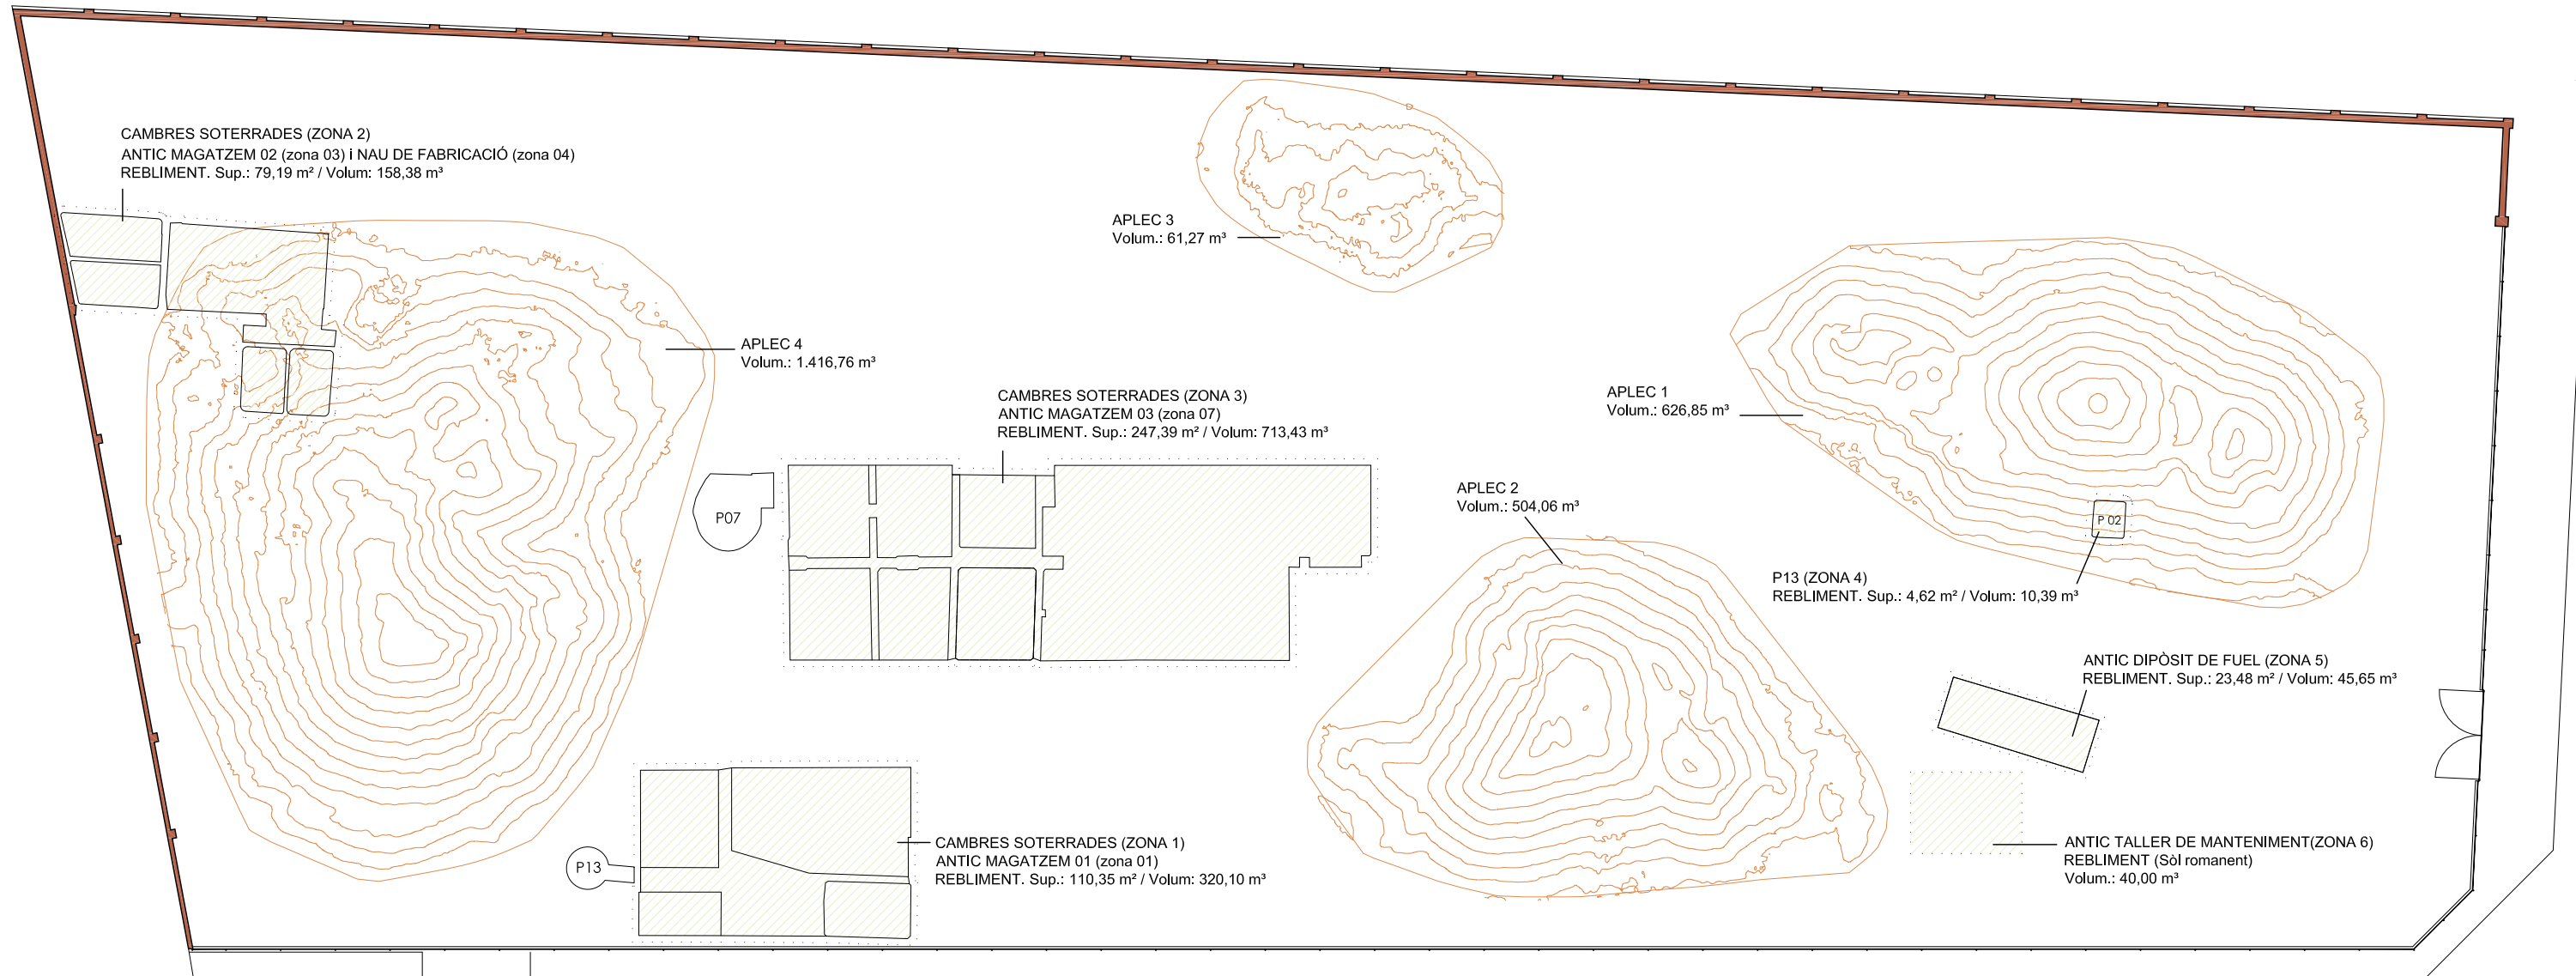 CAMBRES SOTERRADES (ZONA 2)
ANTIC MAGATZEM 02 (zona 03) i NAU DE FABRICACIÓ (zona 04)
REBLIMENT. Sup.: 79,19 m² / Volum: 158,38 m³
APLEC 3
Volum.: 61,27 m³
APLEC 4
Volum.: 1.416,76 m³
CAMBRES SOTERRADES (ZONA 3)
ANTIC MAGATZEM 03 (zona 07)
REBLIMENT. Sup.: 247,39 m² / Volum: 713,43 m³
APLEC 1
Volum.: 626,85 m³
P07
APLEC 2
Volum.: 504,06 m³
P 02
P13 (ZONA 4)
REBLIMENT. Sup.: 4,62 m² / Volum: 10,39 m³
ANTIC DIPÒSIT DE FUEL (ZONA 5)
REBLIMENT. Sup.: 23,48 m² / Volum: 45,65 m³
P13
CAMBRES SOTERRADES (ZONA 1)
ANTIC MAGATZEM 01 (zona 01)
REBLIMENT. Sup.: 110,35 m² / Volum: 320,10 m³
ANTIC TALLER DE MANTENIMENT(ZONA 6)
REBLIMENT (Sòl romanent)
Volum.: 40,00 m³